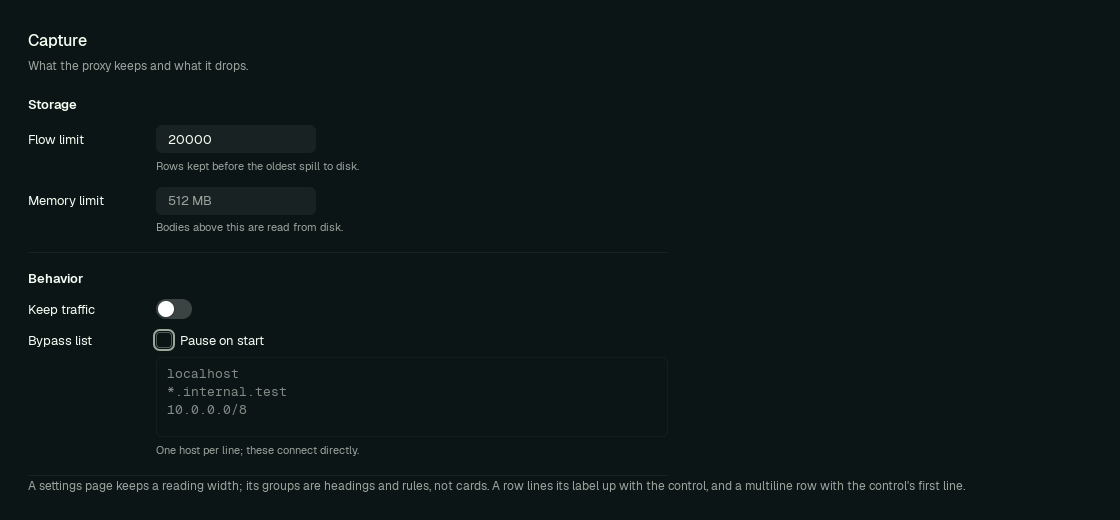 Capture
What the proxy keeps and what it drops.
Storage
Flow limit
20000
Rows kept before the oldest spill to disk.
Memory limit
512 MB
Bodies above this are read from disk.
Behavior
Keep traffic
Bypass list
Pause on start
localhost
*.internal.test
10.0.0.0/8
One host per line; these connect directly.
A settings page keeps a reading width; its groups are headings and rules, not cards. A row lines its label up with the control, and a multiline row with the control's first line.